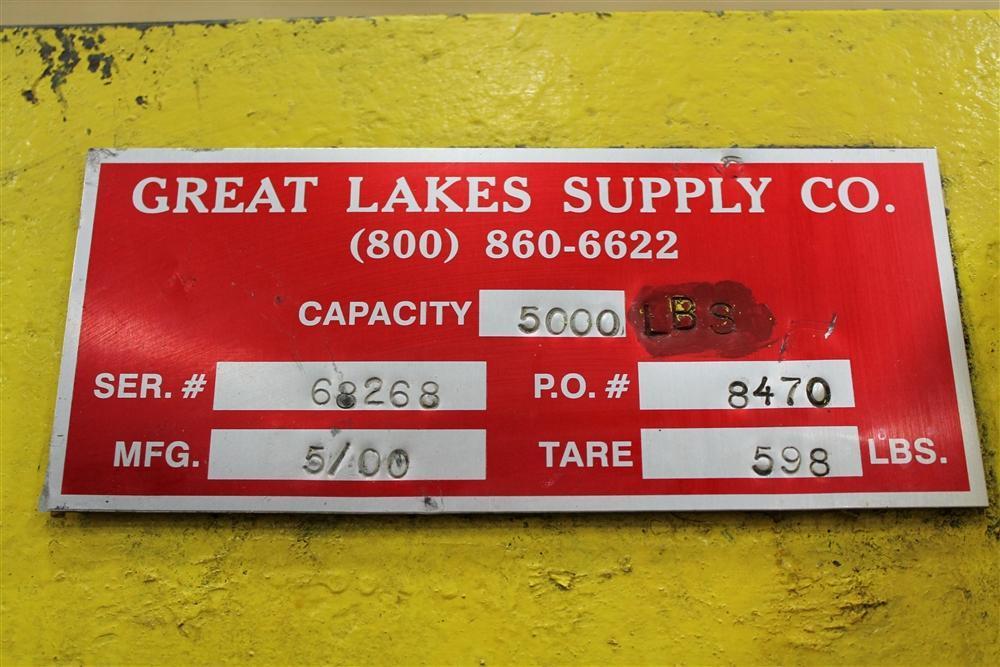 GREAT LAKES SUPPLY CO.
(800) 860-6622
CAPACITY 5000 LBS
SER. # 68268 P.O. # 8470
MFG. 5/00 TARE 598 LBS.